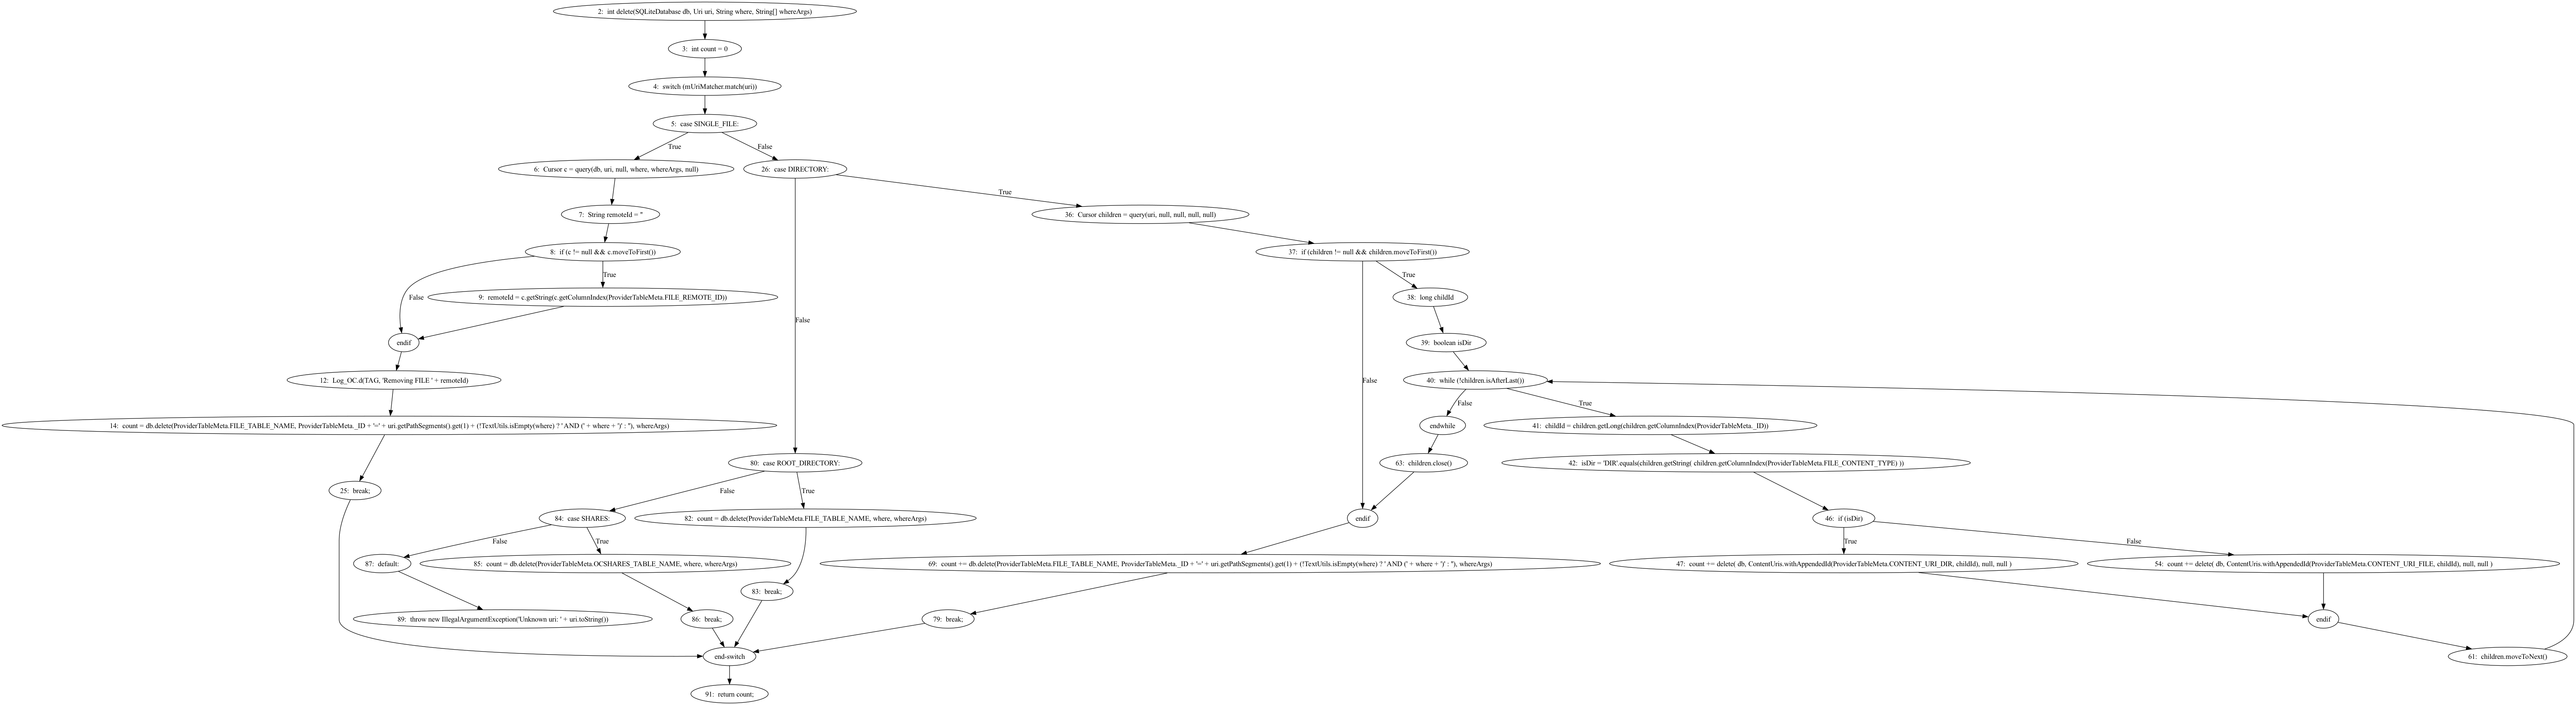 2:  int delete(SQLiteDatabase db, Uri uri, String where, String[] whereArgs)
3:  int count = 0
4:  switch (mUriMatcher.match(uri))
5:  case SINGLE_FILE:
True
False
6:  Cursor c = query(db, uri, null, where, whereArgs, null)
26:  case DIRECTORY:
True
7:  String remoteId = ''
36:  Cursor children = query(uri, null, null, null, null)
8:  if (c != null && c.moveToFirst())
37:  if (children != null && children.moveToFirst())
True
True
False
9:  remoteId = c.getString(c.getColumnIndex(ProviderTableMeta.FILE_REMOTE_ID))
38:  long childId
False
endif
39:  boolean isDir
12:  Log_OC.d(TAG, 'Removing FILE ' + remoteId)
False
40:  while (!children.isAfterLast())
False
True
14:  count = db.delete(ProviderTableMeta.FILE_TABLE_NAME, ProviderTableMeta._ID + '=' + uri.getPathSegments().get(1) + (!TextUtils.isEmpty(where) ? ' AND (' + where + ')' : ''), whereArgs)
endwhile
41:  childId = children.getLong(children.getColumnIndex(ProviderTableMeta._ID))
80:  case ROOT_DIRECTORY:
63:  children.close()
42:  isDir = 'DIR'.equals(children.getString( children.getColumnIndex(ProviderTableMeta.FILE_CONTENT_TYPE) ))
25:  break;
False
True
84:  case SHARES:
82:  count = db.delete(ProviderTableMeta.FILE_TABLE_NAME, where, whereArgs)
endif
46:  if (isDir)
False
True
True
False
87:  default:
85:  count = db.delete(ProviderTableMeta.OCSHARES_TABLE_NAME, where, whereArgs)
69:  count += db.delete(ProviderTableMeta.FILE_TABLE_NAME, ProviderTableMeta._ID + '=' + uri.getPathSegments().get(1) + (!TextUtils.isEmpty(where) ? ' AND (' + where + ')' : ''), whereArgs)
47:  count += delete( db, ContentUris.withAppendedId(ProviderTableMeta.CONTENT_URI_DIR, childId), null, null )
54:  count += delete( db, ContentUris.withAppendedId(ProviderTableMeta.CONTENT_URI_FILE, childId), null, null )
83:  break;
89:  throw new IllegalArgumentException('Unknown uri: ' + uri.toString())
86:  break;
79:  break;
endif
end-switch
61:  children.moveToNext()
91:  return count;